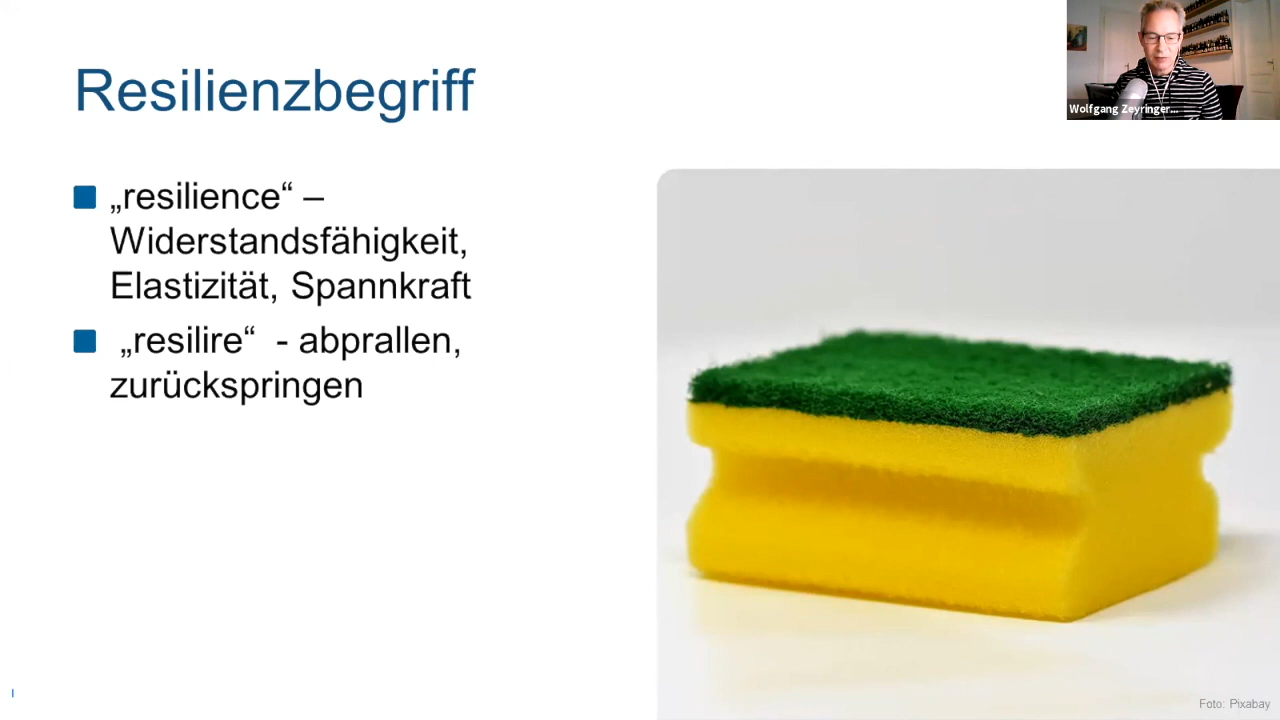 Resilienzbegriff
„resilience“ –
Widerstandsfähigkeit,
Elastizität, Spannkraft
„resilire“ - abprallen,
zurückspringen
Wolfgang Zeyringer...
Foto: Pixabay